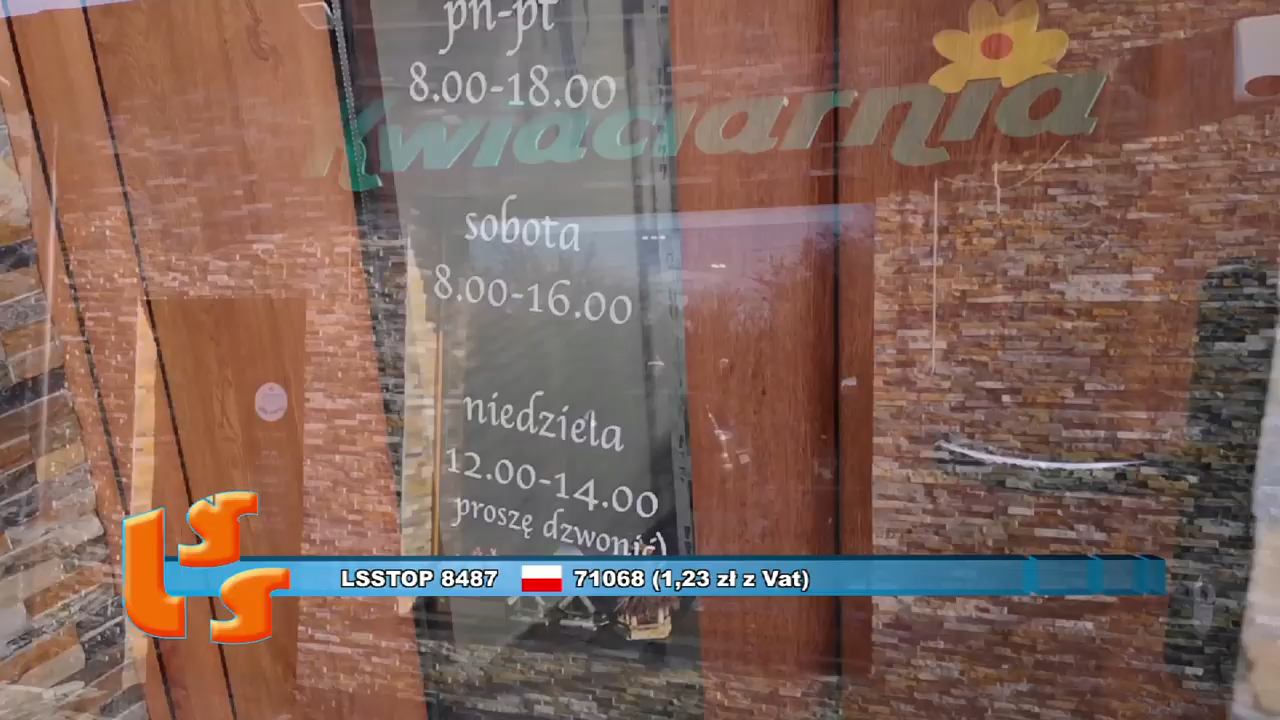 pn-pt
8.00-18.00
Kwiaciarnia
sobota
8.00-16.00
niedziela
12.00-14.00
proszę dzwonić)
LSS
LSSTOP 8487 71068 (1,23 zł z Vat)